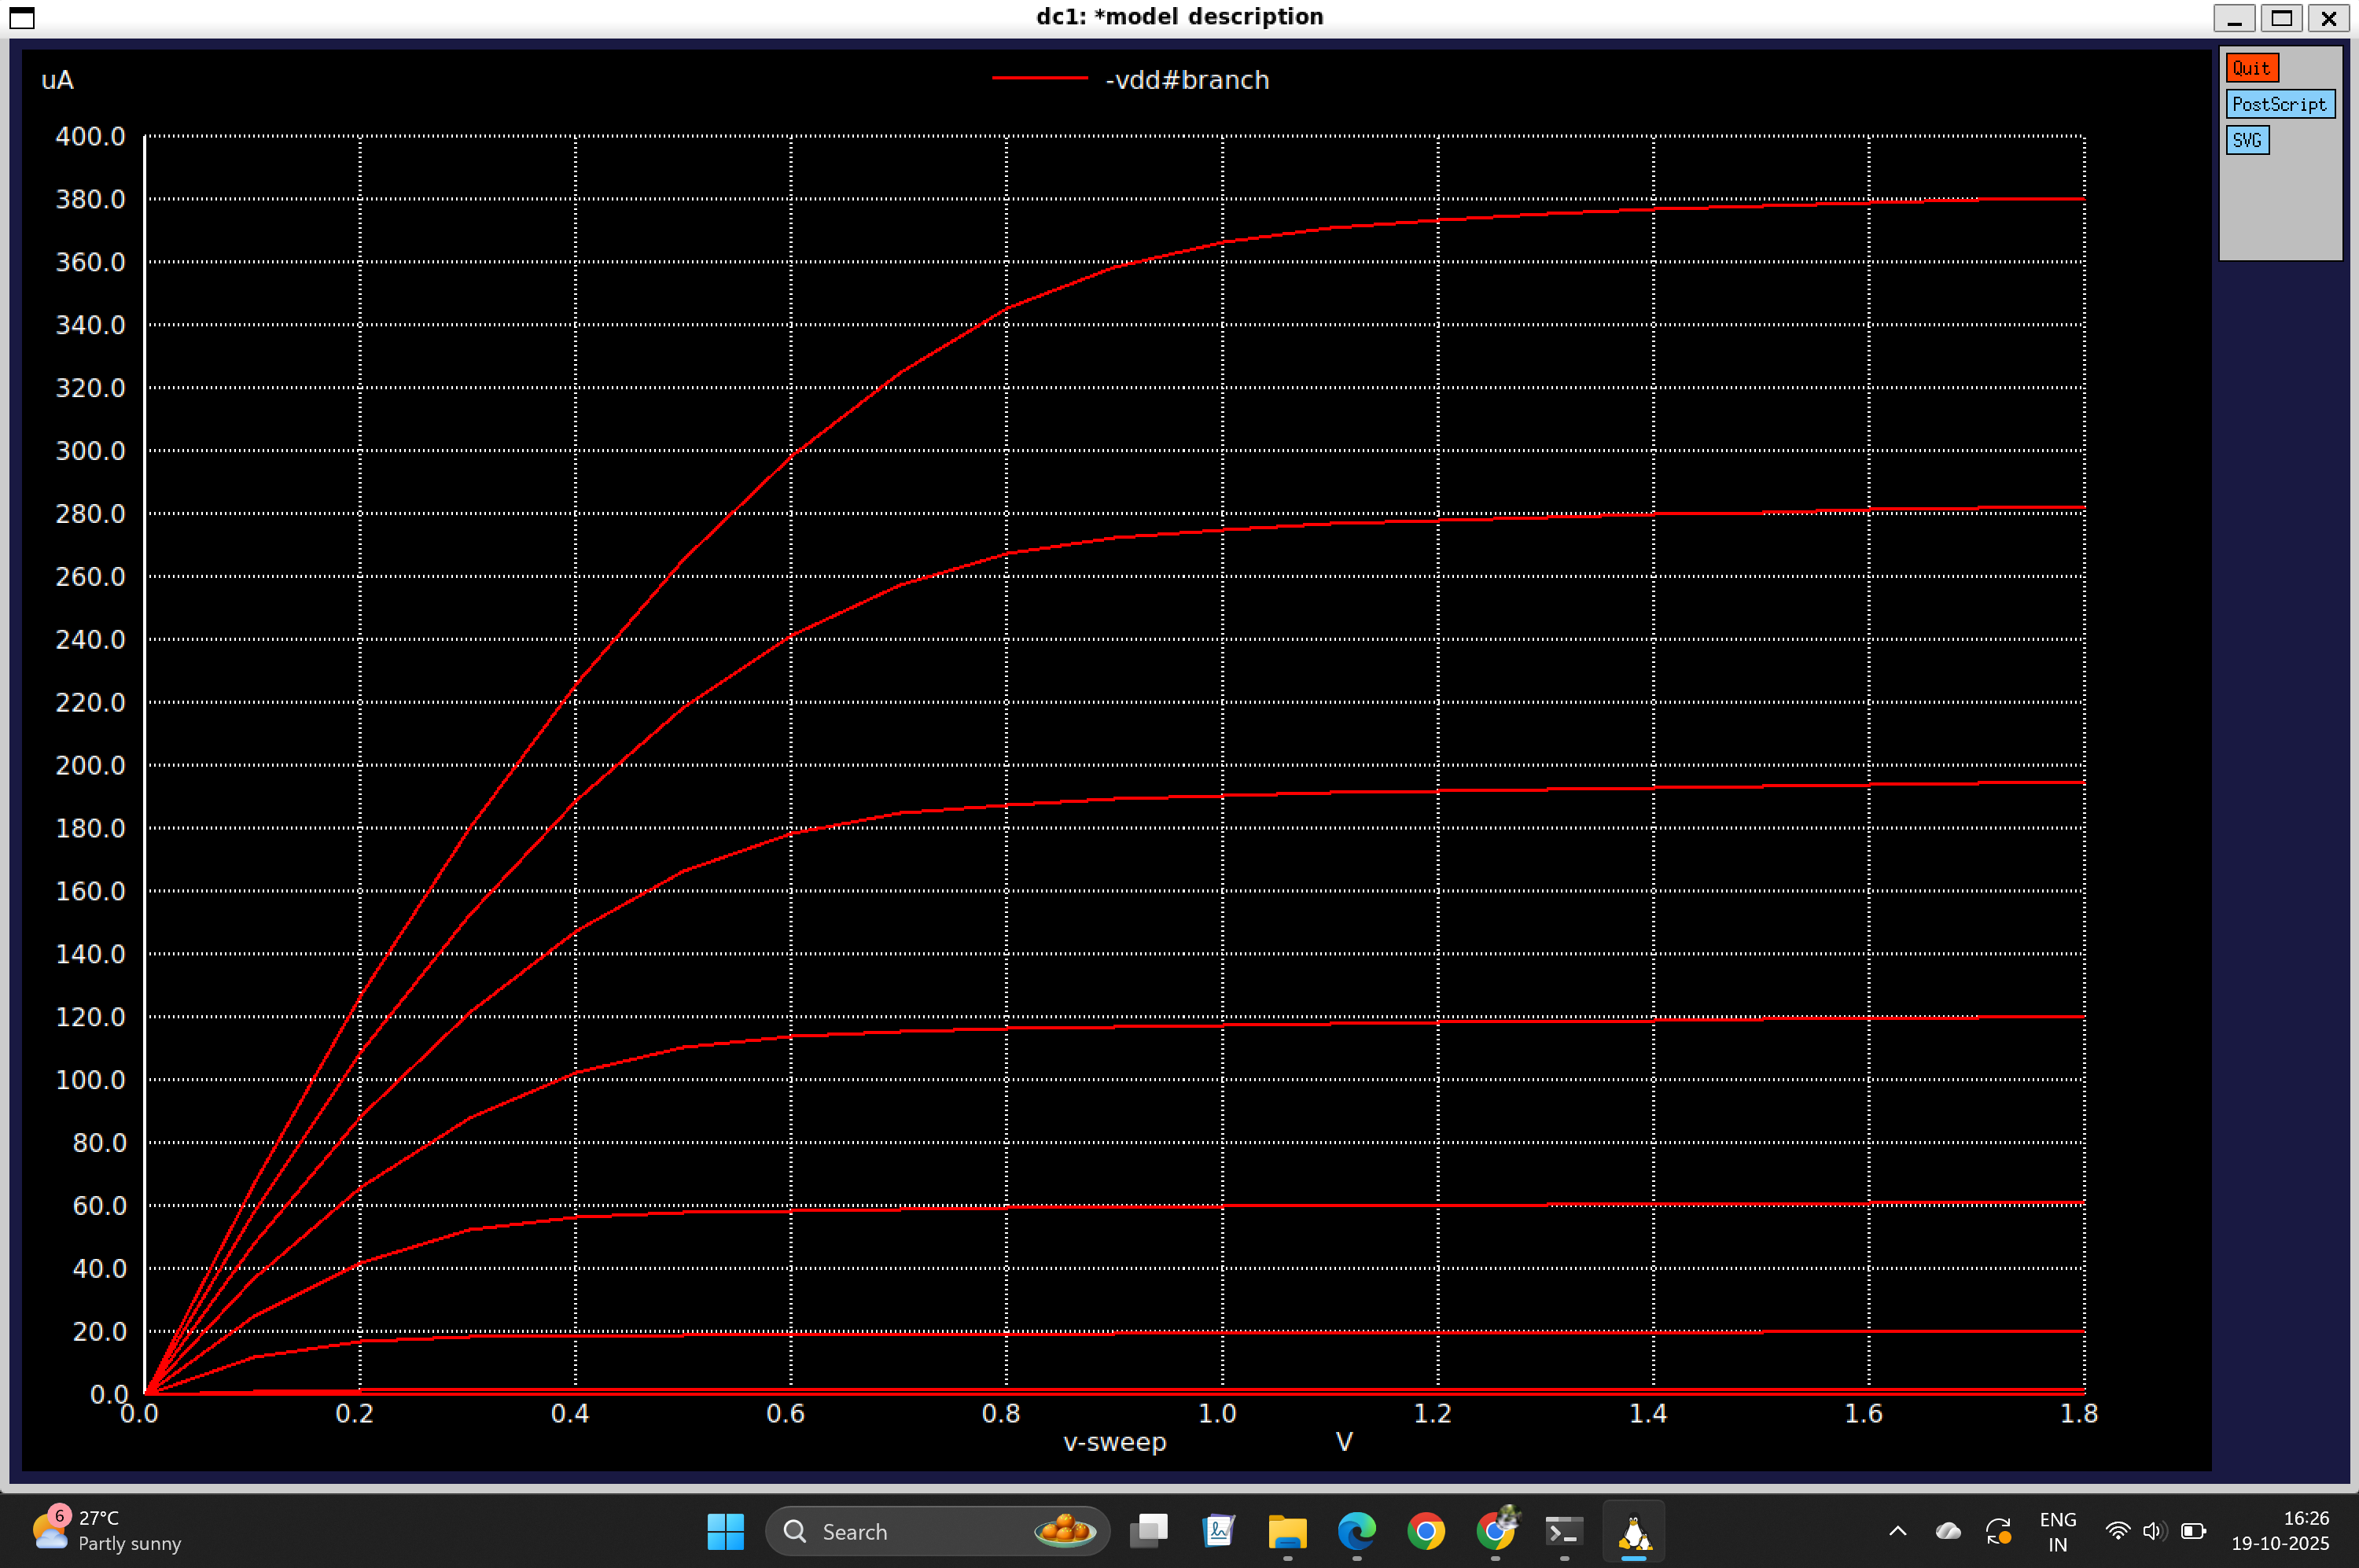 dc1: *model description
uA
-vdd#branch
Quit
PostScript
SVG
400.0
380.0
360.0
340.0
320.0
300.0
280.0
260.0
240.0
220.0
200.0
180.0
160.0
140.0
120.0
100.0
80.0
60.0
40.0
20.0
0.0
0.0 0.2 0.4 0.6 0.8 1.0 1.2 1.4 1.6 1.8
v-sweep V
6
27°C
Partly sunny
Search
ENG
IN
16:26
19-10-2025